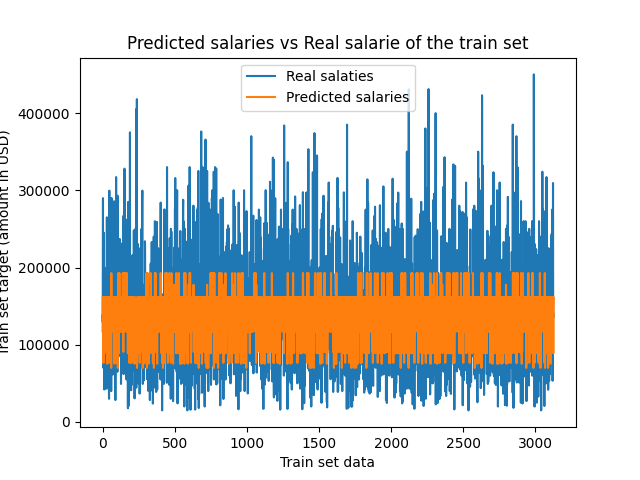 Predicted salaries vs Real salarie of the train set
Real salaties
Predicted salaries
Train set target (amount in USD)
400000
300000
200000
100000
0
0 500 1000 1500 2000 2500 3000
Train set data